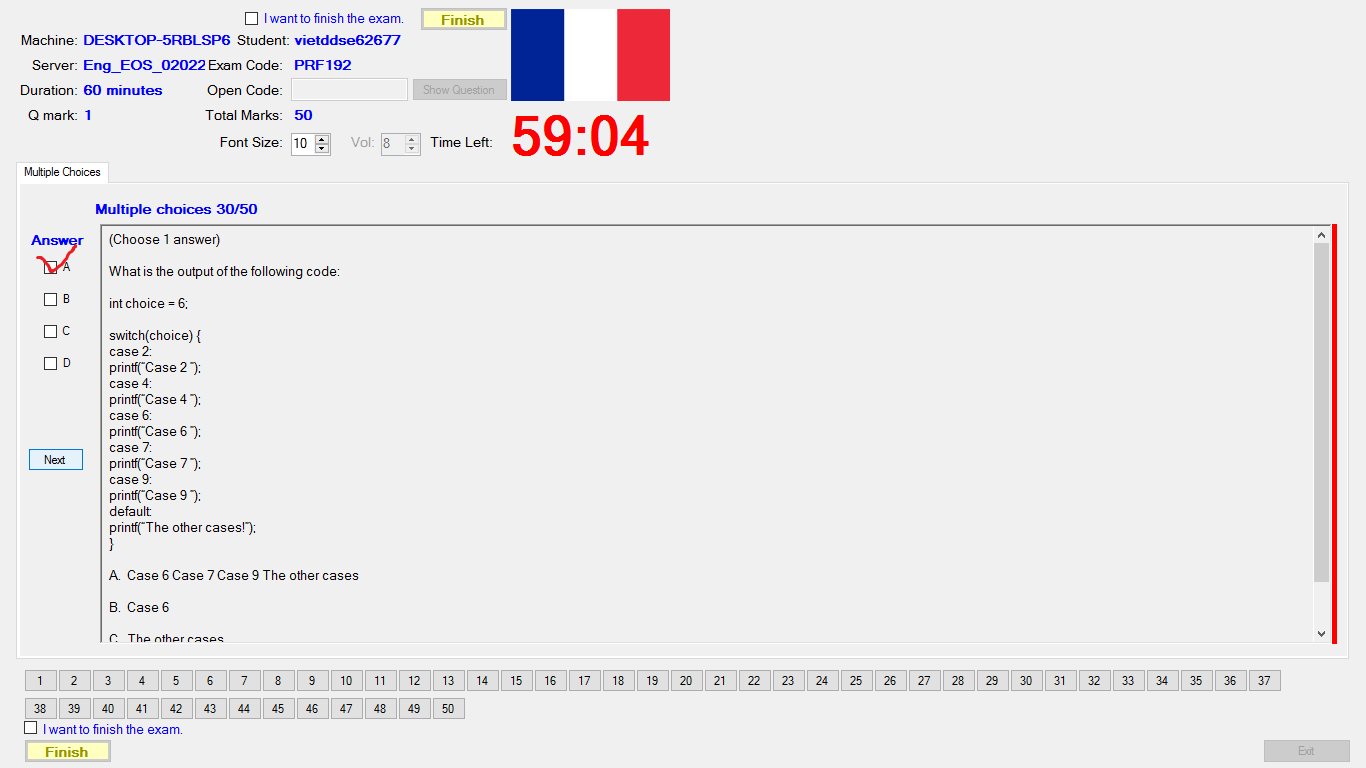 I want to finish the exam.
Finish
Machine: DESKTOP-5RBLSP6 Student: vietddse62677
Server: Eng_EOS_02022 Exam Code: PRF192
Duration: 60 minutes Open Code: Show Question
Q mark: 1 Total Marks: 50
Font Size: 10 Vol: 8 Time Left: 59:04
Multiple Choices
Multiple choices 30/50
Answer
A
B
C
D
Next
(Choose 1 answer)
What is the output of the following code:
int choice = 6;
switch(choice) {
case 2:
printf("Case 2 ");
case 4:
printf("Case 4 ");
case 6:
printf("Case 6 ");
case 7:
printf("Case 7 ");
case 9:
printf("Case 9 ");
default:
printf("The other cases!");
}
A. Case 6 Case 7 Case 9 The other cases
B. Case 6
C. The other cases
1 2 3 4 5 6 7 8 9 10 11 12 13 14 15 16 17 18 19 20 21 22 23 24 25 26 27 28 29 30 31 32 33 34 35 36 37
38 39 40 41 42 43 44 45 46 47 48 49 50
I want to finish the exam.
Finish
Exit